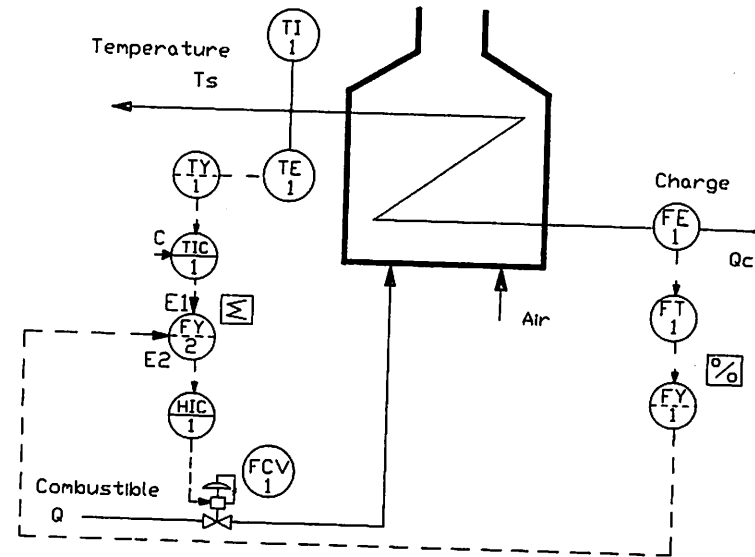 TI
1
Temperature
Ts
TY
1
TE
1
Charge
FE
1
Qc
C
TIC
1
E1
Σ
FY
2
E2
Air
FT
1
%
FY
1
HIC
1
FCV
1
Combustible
Q